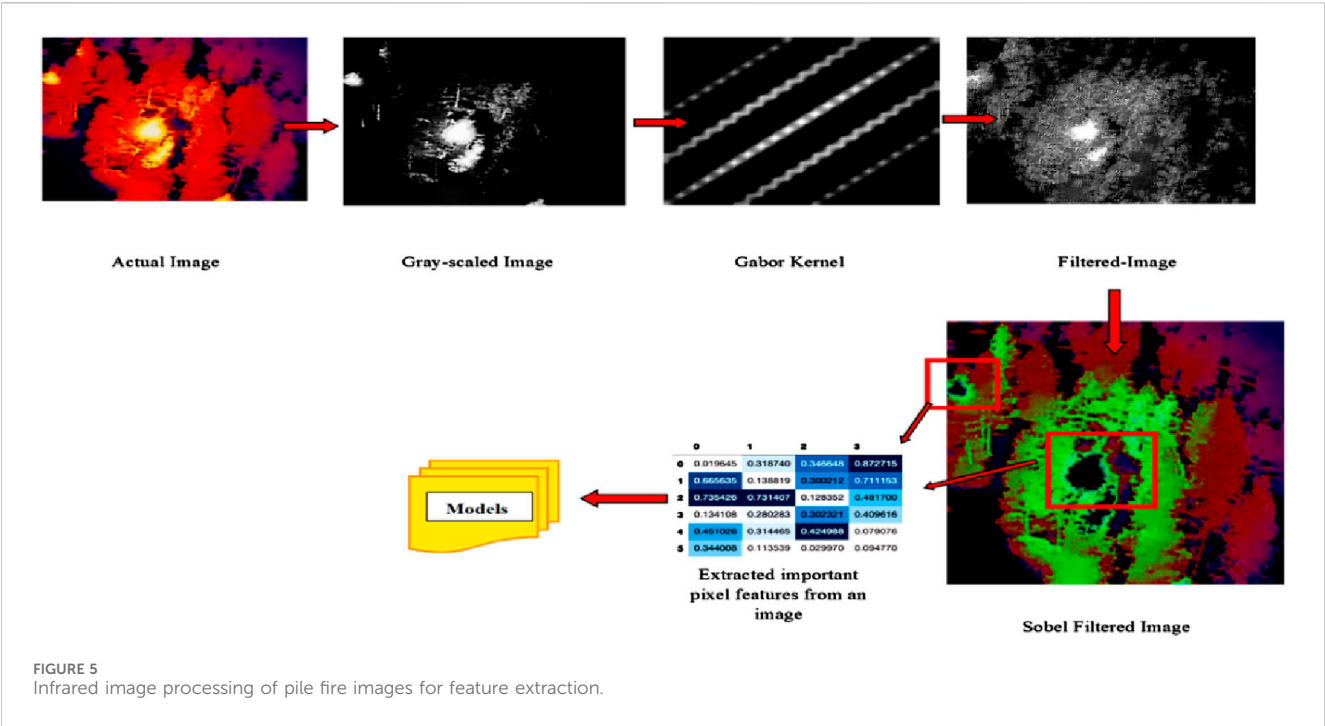 Actual Image
Gray-scaled Image
Gabor Kernel
Filtered-Image
Models
0 1 2 3
0 0.019645 0.318740 0.346648 0.872715
1 0.665635 0.138819 0.300212 0.711153
2 0.735426 0.731407 0.128352 0.481700
3 0.134108 0.280283 0.302321 0.409616
4 0.451026 0.314465 0.424988 0.079076
5 0.344008 0.113539 0.029970 0.094770
Extracted important
pixel features from an
image
Sobel Filtered Image
FIGURE 5
Infrared image processing of pile fire images for feature extraction.